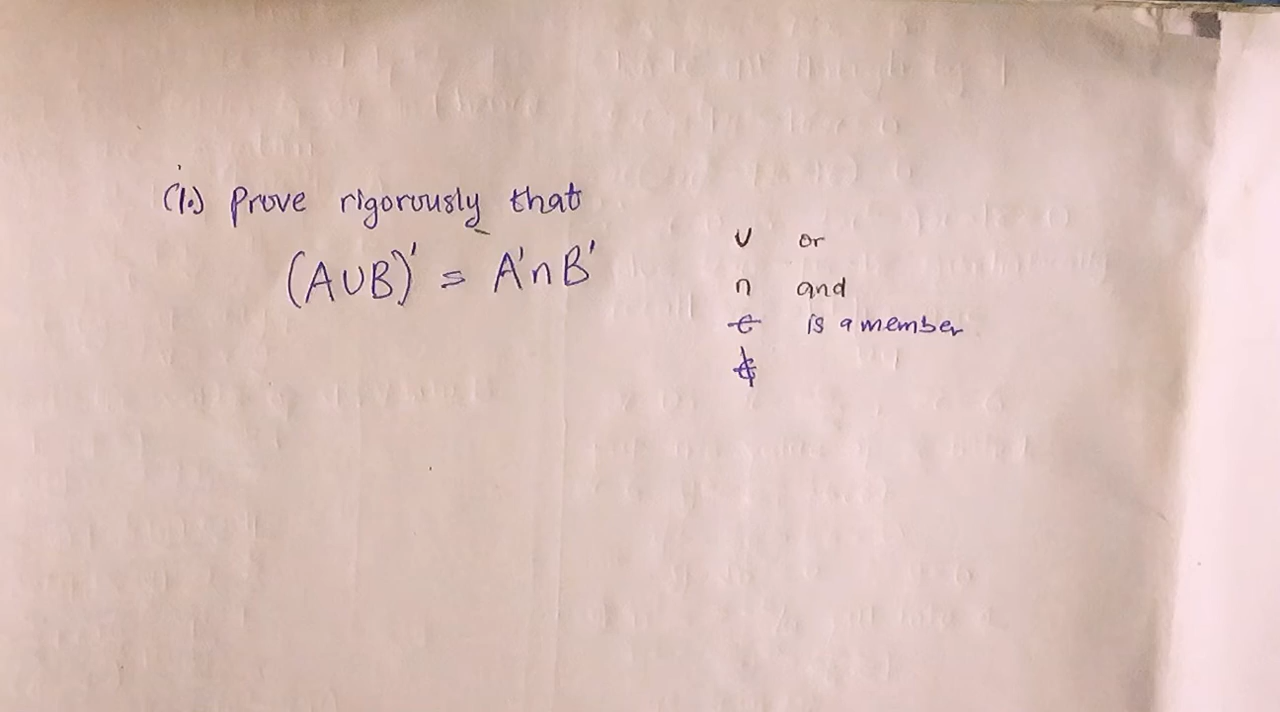 (1.) Prove rigorously that
(A∪B)' = A'∩B'
∪ or
∩ and
∈ is a member
∉